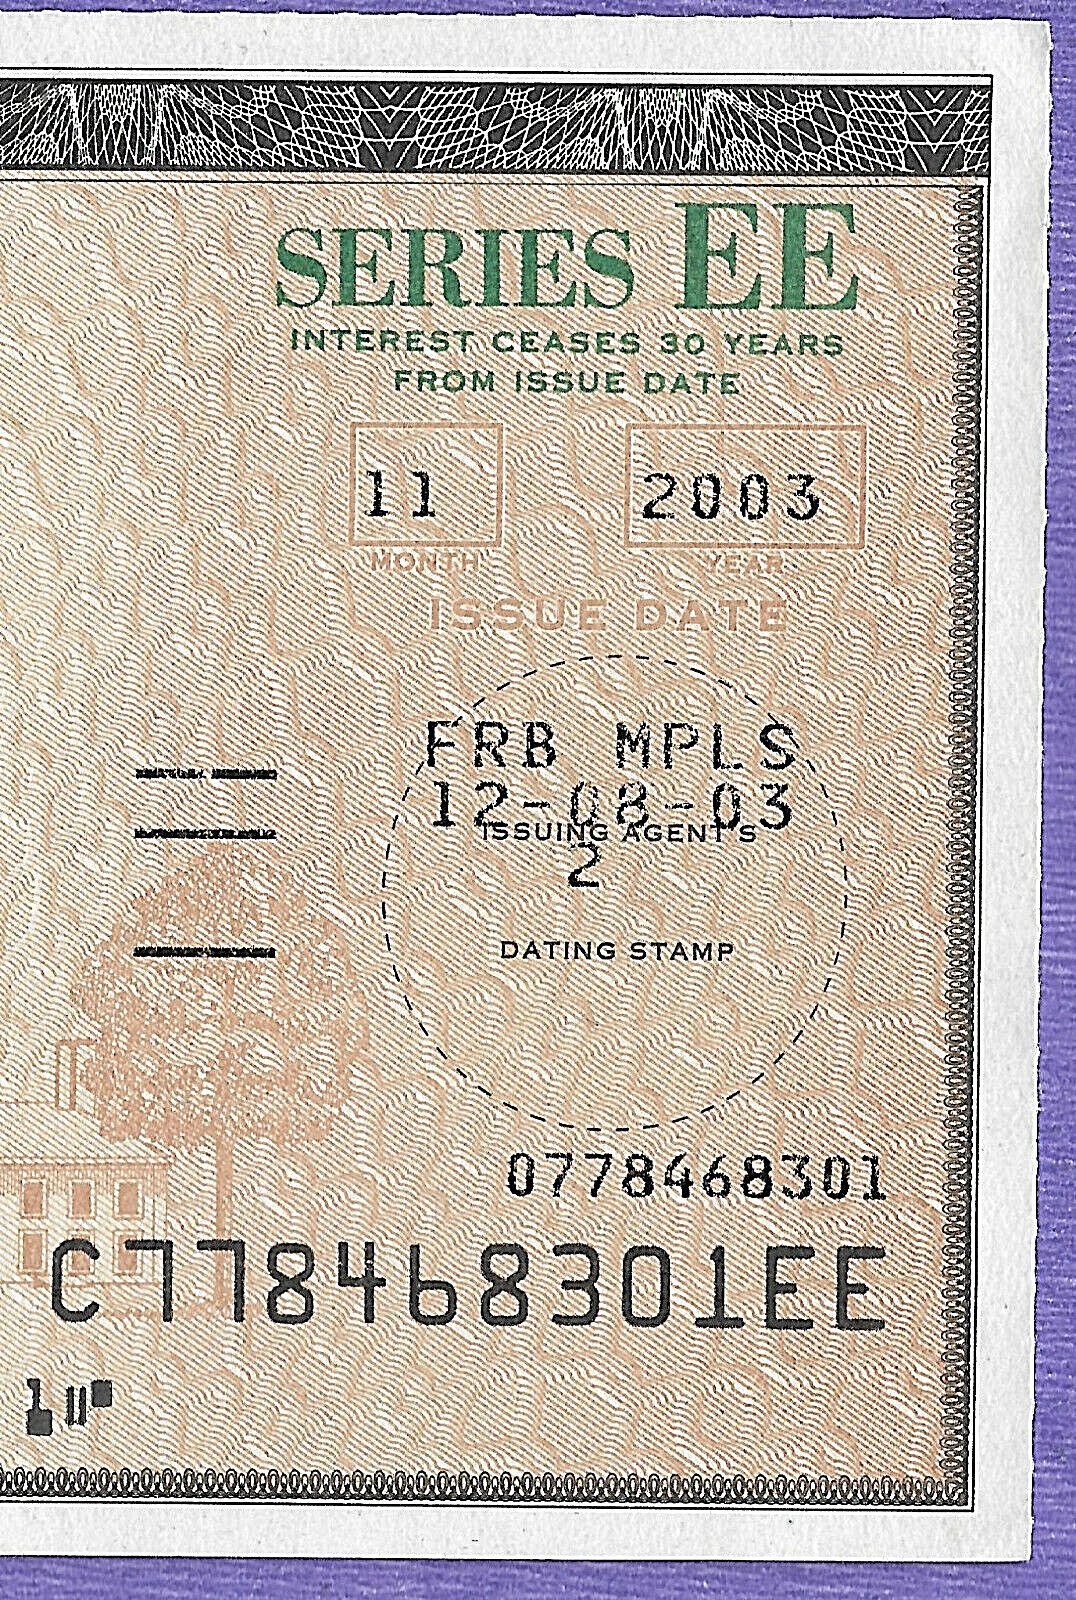 SERIES EE
INTEREST CEASES 30 YEARS
FROM ISSUE DATE
11 2003
MONTH YEAR
ISSUE DATE
FRB MPLS
12-08-03
ISSUING AGENT'S
2
DATING STAMP
0778468301
C778468301EE